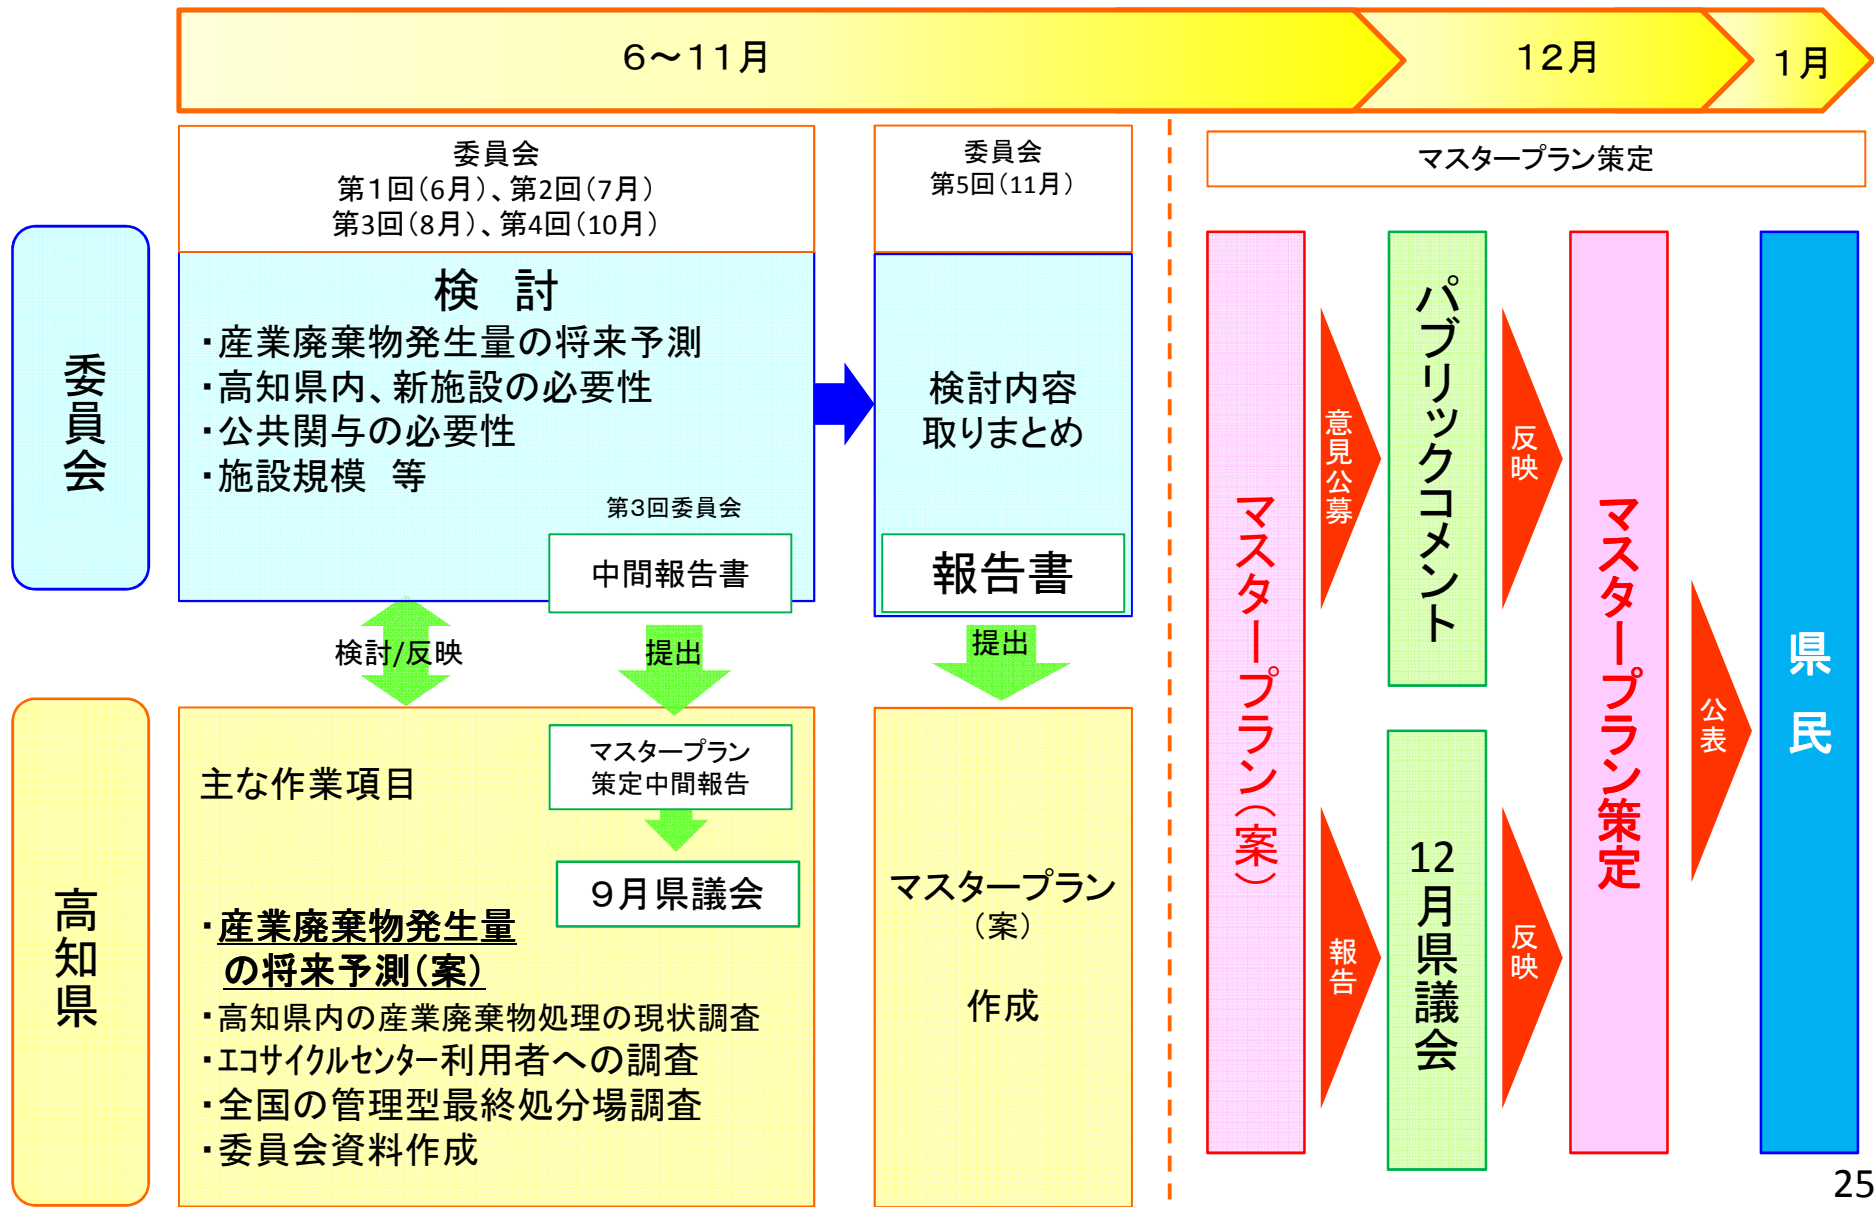 6～11月
12月
1月
委員会
第1回(6月)、第2回(7月)
第3回(8月)、第4回(10月)
委員会
第5回(11月)
マスタープラン策定
委員会
検　討
・産業廃棄物発生量の将来予測
・高知県内、新施設の必要性
・公共関与の必要性
・施設規模　等
第3回委員会
中間報告書
検討内容
取りまとめ
報告書
検討/反映
提出
提出
高知県
主な作業項目
マスタープラン
策定中間報告
9月県議会
・産業廃棄物発生量
の将来予測(案)
・高知県内の産業廃棄物処理の現状調査
・ｴｺｻｲｸﾙｾﾝﾀｰ利用者への調査
・全国の管理型最終処分場調査
・委員会資料作成
マスタープラン
(案)
作成
マスタープラン(案)
意見公募
報告
パブリックコメント
12月県議会
反映
反映
マスタープラン策定
公表
県民
25